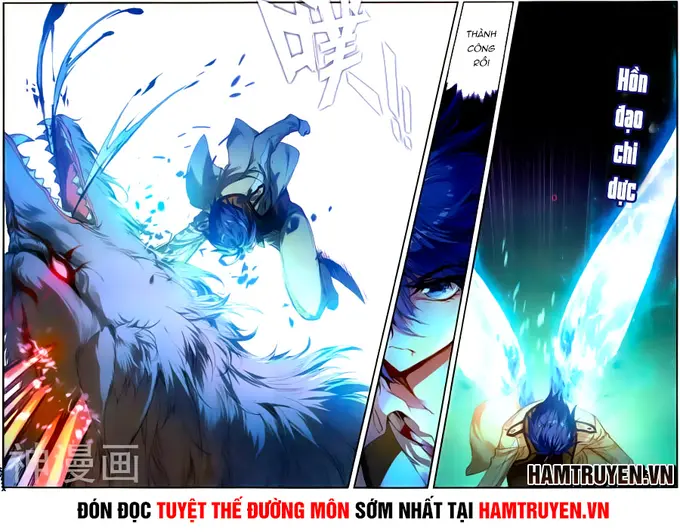 噗!!
THÀNH
CÔNG
RỒI
Hồn
đạo
chi
dực
神漫画
HAMTRUYEN.VN
ĐÓN ĐỌC TUYỆT THẾ ĐƯỜNG MÔN SỚM NHẤT TẠI HAMTRUYEN.VN